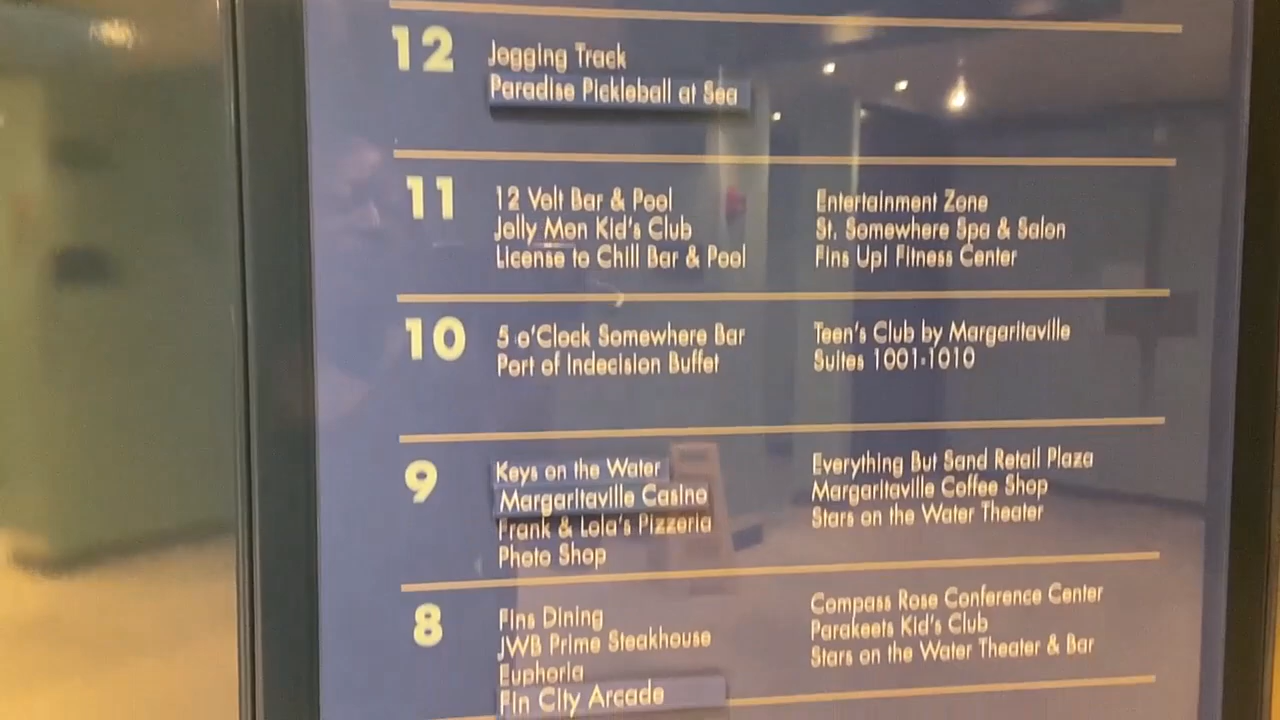 12
Jogging Track
Paradise Pickleball at Sea
11
12 Volt Bar & Pool
Jolly Mon Kid's Club
License to Chill Bar & Pool
Entertainment Zone
St. Somewhere Spa & Salon
Fins Up! Fitness Center
10
5 o'Clock Somewhere Bar
Port of Indecision Buffet
Teen's Club by Margaritaville
Suites 1001-1010
9
Keys on the Water
Margaritaville Casino
Frank & Lola's Pizzeria
Photo Shop
Everything But Sand Retail Plaza
Margaritaville Coffee Shop
Stars on the Water Theater
8
Fins Dining
JWB Prime Steakhouse
Euphoria
Fin City Arcade
Compass Rose Conference Center
Parakeets Kid's Club
Stars on the Water Theater & Bar